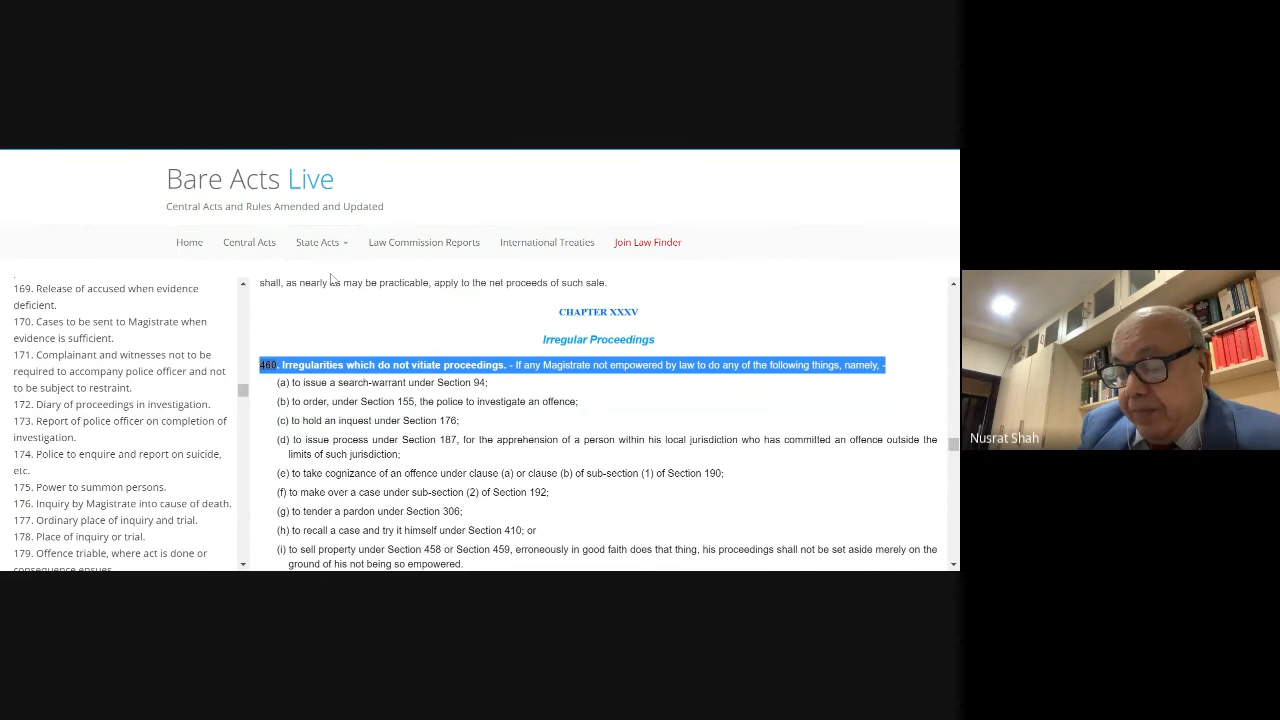 Bare Acts Live
Central Acts and Rules Amended and Updated
Home Central Acts State Acts Law Commission Reports International Treaties Join Law Finder
169. Release of accused when evidence
deficient.
170. Cases to be sent to Magistrate when
evidence is sufficient.
171. Complainant and witnesses not to be
required to accompany police officer and not
to be subject to restraint.
172. Diary of proceedings in investigation.
173. Report of police officer on completion of
investigation.
174. Police to enquire and report on suicide,
etc.
175. Power to summon persons.
176. Inquiry by Magistrate into cause of death.
177. Ordinary place of inquiry and trial.
178. Place of inquiry or trial.
179. Offence triable, where act is done or
consequence ensues.
shall, as nearly as may be practicable, apply to the net proceeds of such sale.
CHAPTER XXXV
Irregular Proceedings
460. Irregularities which do not vitiate proceedings. - If any Magistrate not empowered by law to do any of the following things, namely, -
(a) to issue a search-warrant under Section 94;
(b) to order, under Section 155, the police to investigate an offence;
(c) to hold an inquest under Section 176;
(d) to issue process under Section 187, for the apprehension of a person within his local jurisdiction who has committed an offence outside the
limits of such jurisdiction;
(e) to take cognizance of an offence under clause (a) or clause (b) of sub-section (1) of Section 190;
(f) to make over a case under sub-section (2) of Section 192;
(g) to tender a pardon under Section 306;
(h) to recall a case and try it himself under Section 410; or
(i) to sell property under Section 458 or Section 459, erroneously in good faith does that thing, his proceedings shall not be set aside merely on the
ground of his not being so empowered.
Nusrat Shah